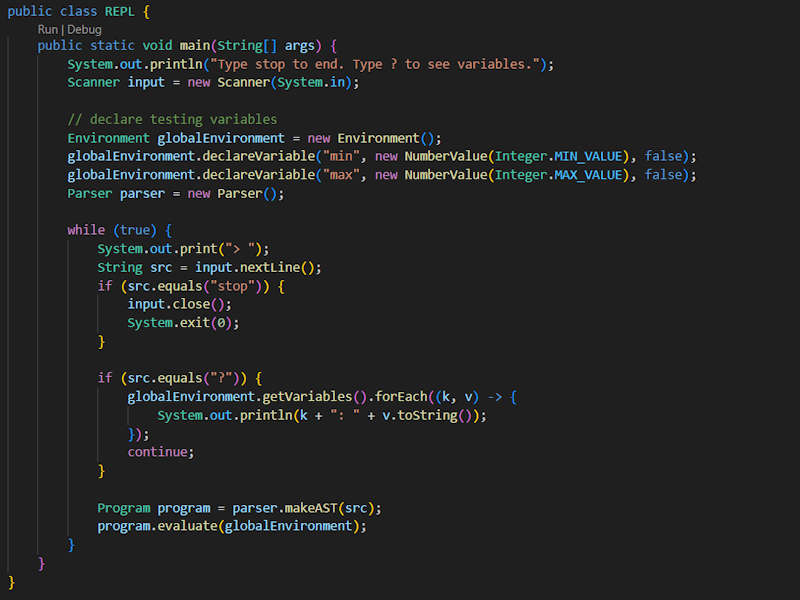 public class REPL {
Run | Debug
public static void main(String[] args) {
System.out.println("Type stop to end. Type ? to see variables.");
Scanner input = new Scanner(System.in);
// declare testing variables
Environment globalEnvironment = new Environment();
globalEnvironment.declareVariable("min", new NumberValue(Integer.MIN_VALUE), false);
globalEnvironment.declareVariable("max", new NumberValue(Integer.MAX_VALUE), false);
Parser parser = new Parser();
while (true) {
System.out.print("> ");
String src = input.nextLine();
if (src.equals("stop")) {
input.close();
System.exit(0);
}
if (src.equals("?")) {
globalEnvironment.getVariables().forEach((k, v) -> {
System.out.println(k + ": " + v.toString());
});
continue;
}
Program program = parser.makeAST(src);
program.evaluate(globalEnvironment);
}
}
}